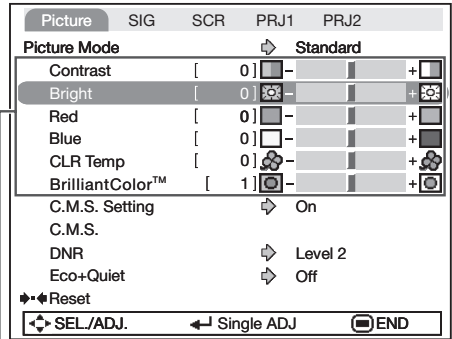 Picture SIG SCR PRJ1 PRJ2
Picture Mode Standard
Contrast [ 0] - +
Bright [ 0] - +
Red [ 0] - +
Blue [ 0] - +
CLR Temp [ 0] - +
BrilliantColor™ [ 1] - +
C.M.S. Setting On
C.M.S.
DNR Level 2
Eco+Quiet Off
Reset
SEL./ADJ. Single ADJ END